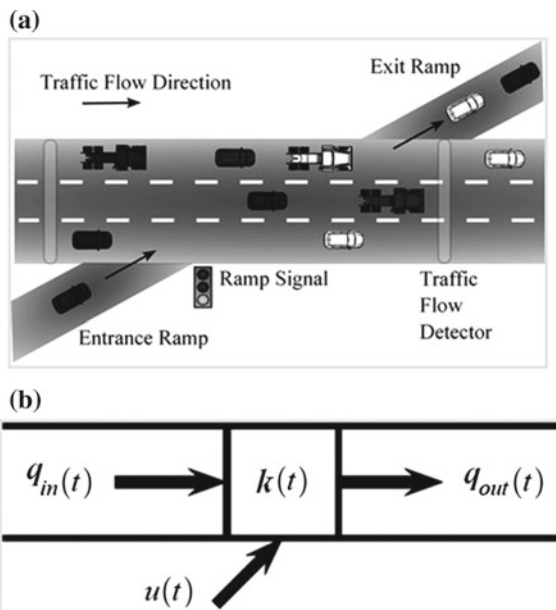 (a)
Traffic Flow Direction
Exit Ramp
Ramp Signal
Entrance Ramp
Traffic
Flow
Detector
(b)
q_in(t)
k(t)
q_out(t)
u(t)